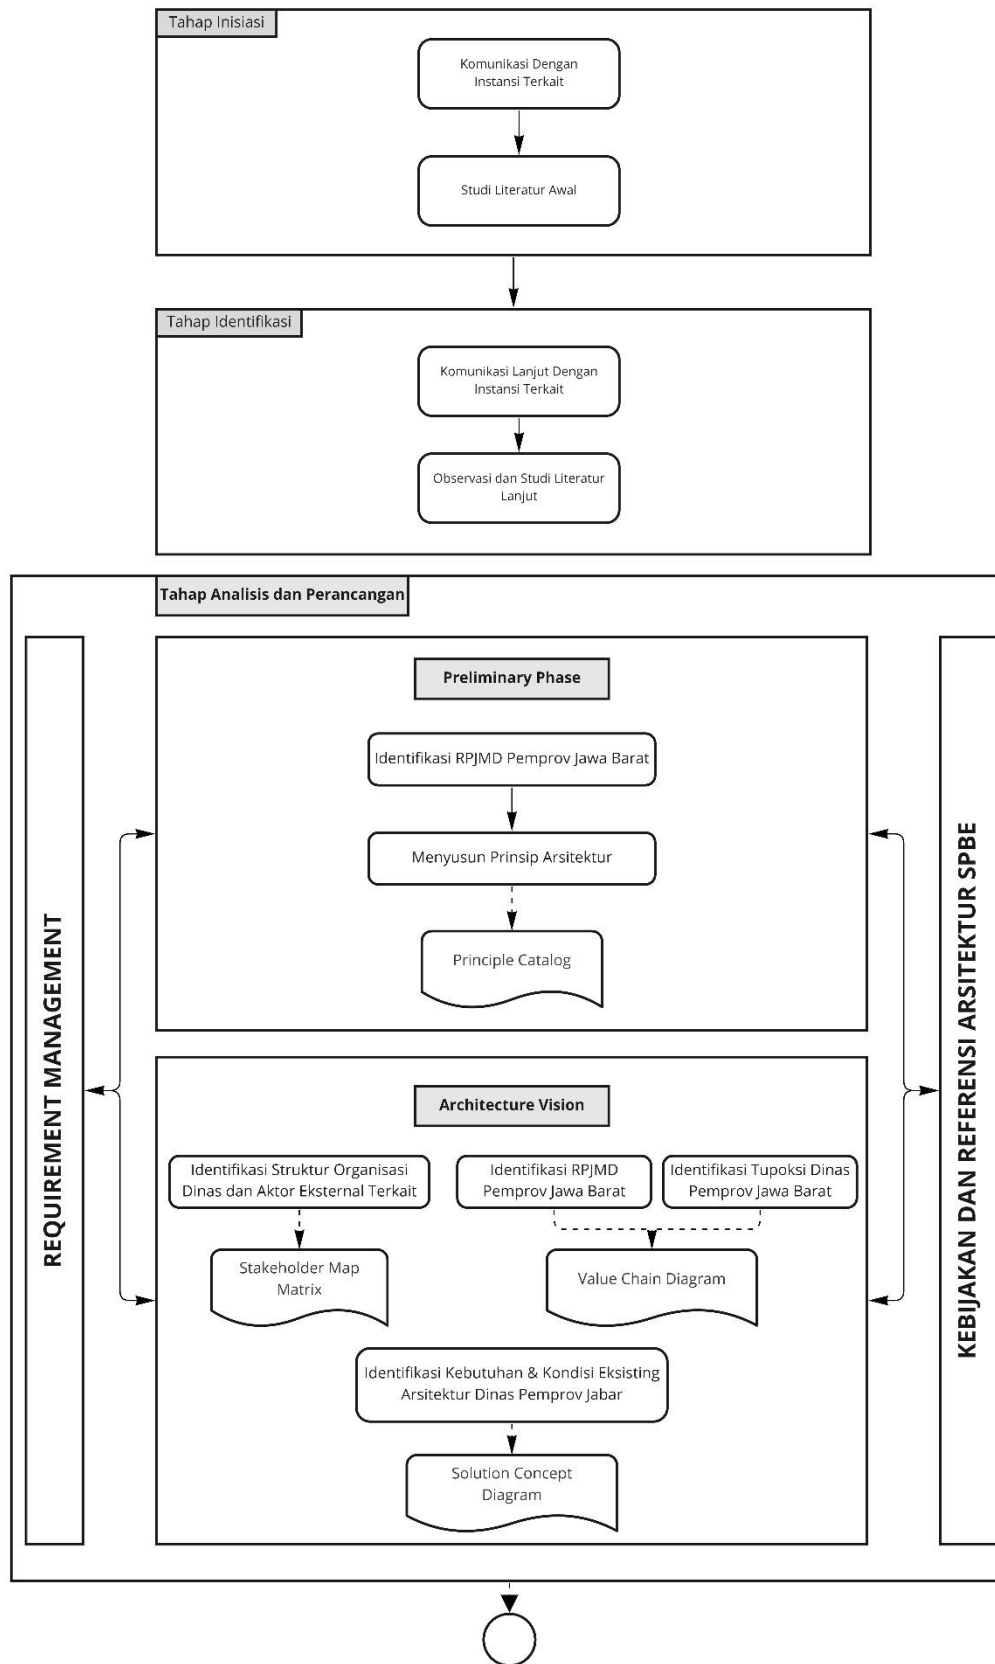 Tahap Inisiasi
Komunikasi Dengan
Instansi Terkait
Studi Literatur Awal
Tahap Identifikasi
Komunikasi Lanjut Dengan
Instansi Terkait
Observasi dan Studi Literatur
Lanjut
Tahap Analisis dan Perancangan
REQUIREMENT MANAGEMENT
Preliminary Phase
Identifikasi RPJMD Pemprov Jawa Barat
Menyusun Prinsip Arsitektur
Principle Catalog
Architecture Vision
Identifikasi Struktur Organisasi
Dinas dan Aktor Eksternal Terkait
Identifikasi RPJMD
Pemprov Jawa Barat
Identifikasi Tupoksi Dinas
Pemprov Jawa Barat
Stakeholder Map
Matrix
Value Chain Diagram
Identifikasi Kebutuhan & Kondisi Eksisting
Arsitektur Dinas Pemprov Jabar
Solution Concept
Diagram
KEBIJAKAN DAN REFERENSI ARSITEKTUR SPBE